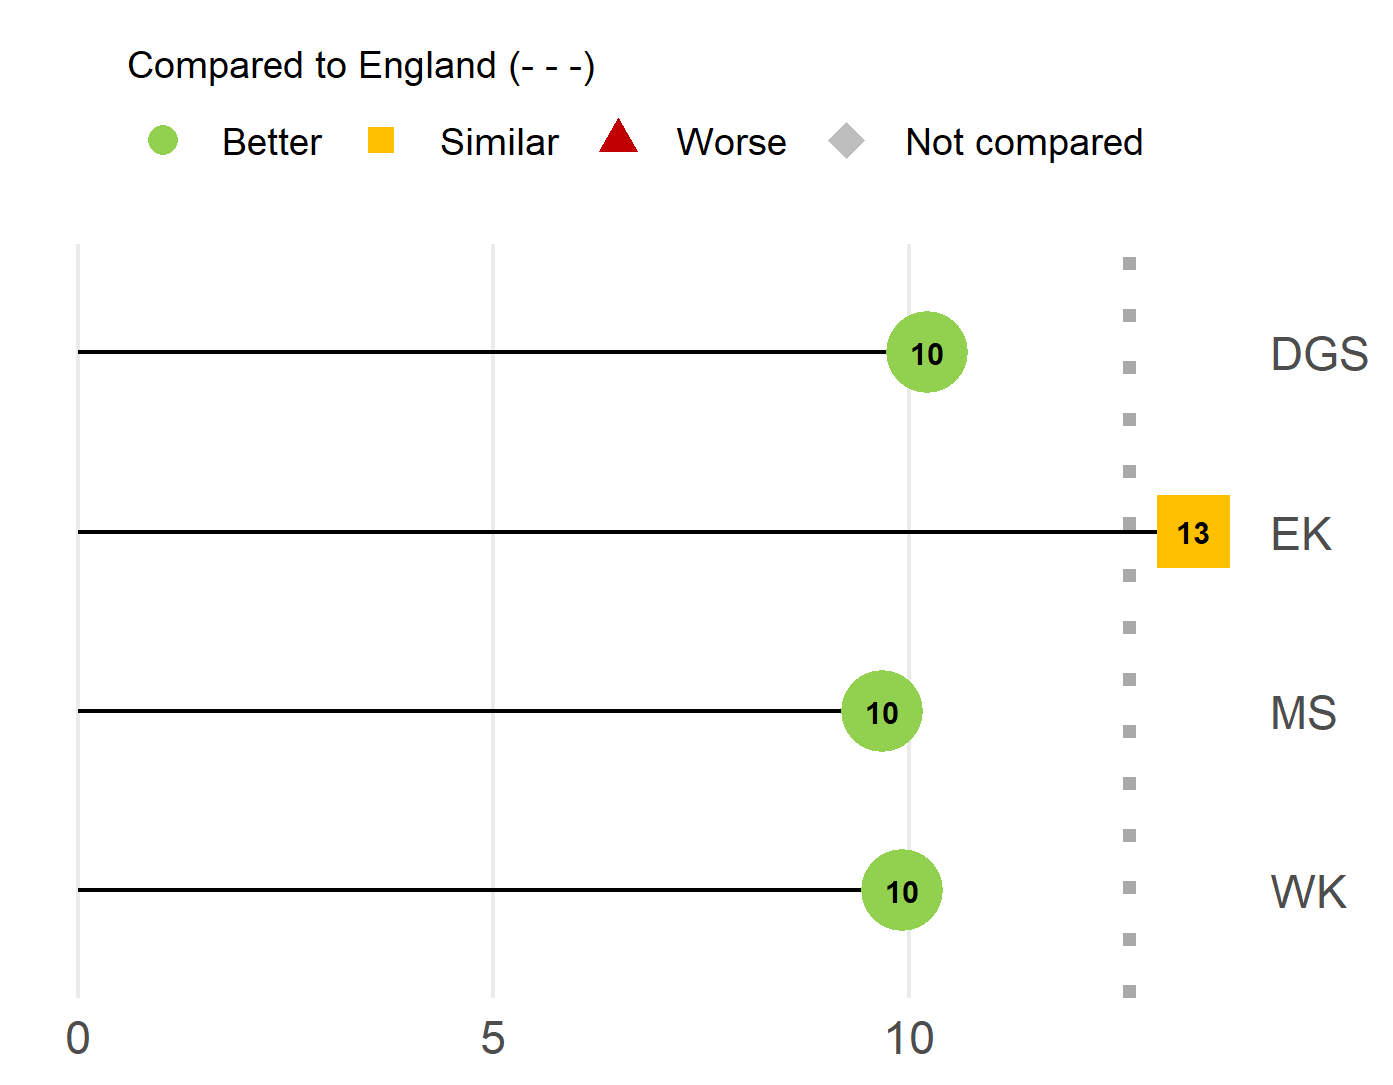 Compared to England (- - -)
Better Similar Worse Not compared
10 DGS
13 EK
10 MS
10 WK
0 5 10